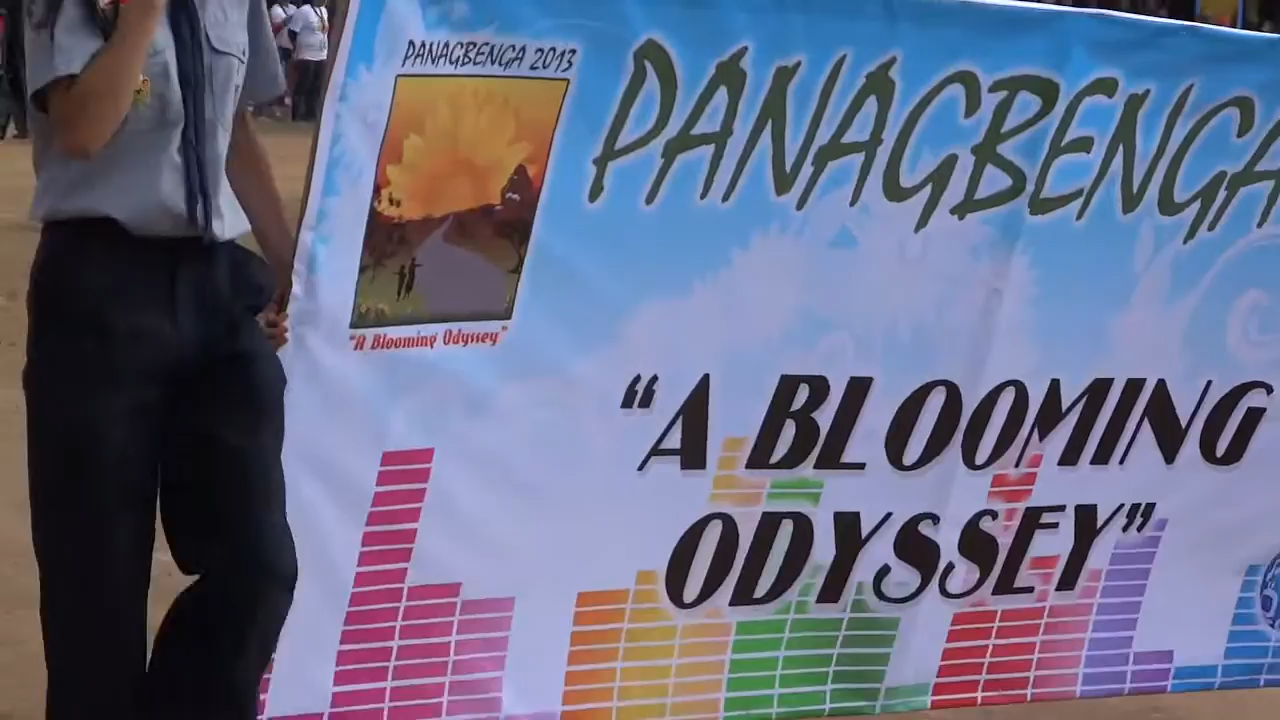 PANAGBENGA 2013
"A Blooming Odyssey"
PANAGBENGA
"A BLOOMING
ODYSSEY"